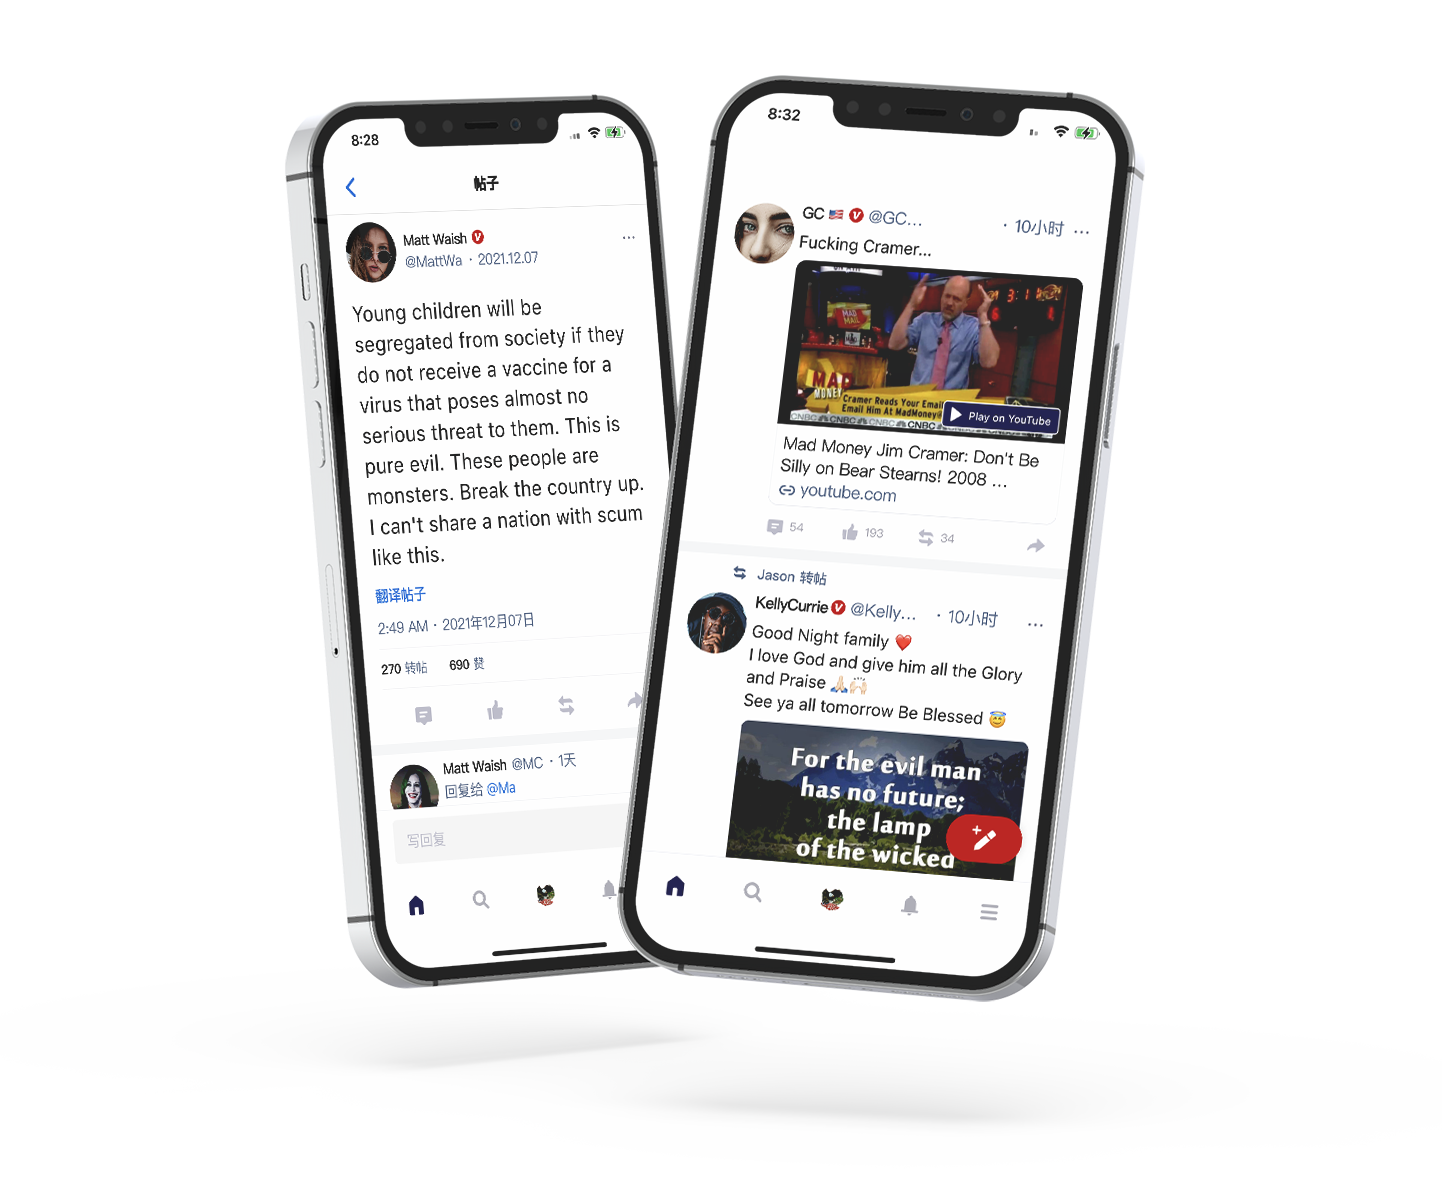 8:28
帖子
Matt Waish
@MattWa · 2021.12.07
Young children will be
segregated from society if they
do not receive a vaccine for a
virus that poses almost no
serious threat to them. This is
pure evil. These people are
monsters. Break the country up.
I can't share a nation with scum
like this.
翻译帖子
2:49 AM · 2021年12月07日
270 转帖 690 赞
Matt Waish @MC · 1天
回复给 @Ma
写回复
8:32
GC 🇺🇸 @GC... · 10小时 ...
Fucking Cramer...
MAD
MAIL
MAD
MONEY
Cramer Reads Your Email
Email Him At MadMoney@
CNBC CNBC CNBC CNBC
Play on YouTube
Mad Money Jim Cramer: Don't Be
Silly on Bear Stearns! 2008 ...
youtube.com
54 193 34
Jason 转帖
KellyCurrie @Kelly... · 10小时 ...
Good Night family ❤️
I love God and give him all the Glory
and Praise 🙏🏻🙌🏻
See ya all tomorrow Be Blessed 😇
For the evil man
has no future;
the lamp
of the wicked